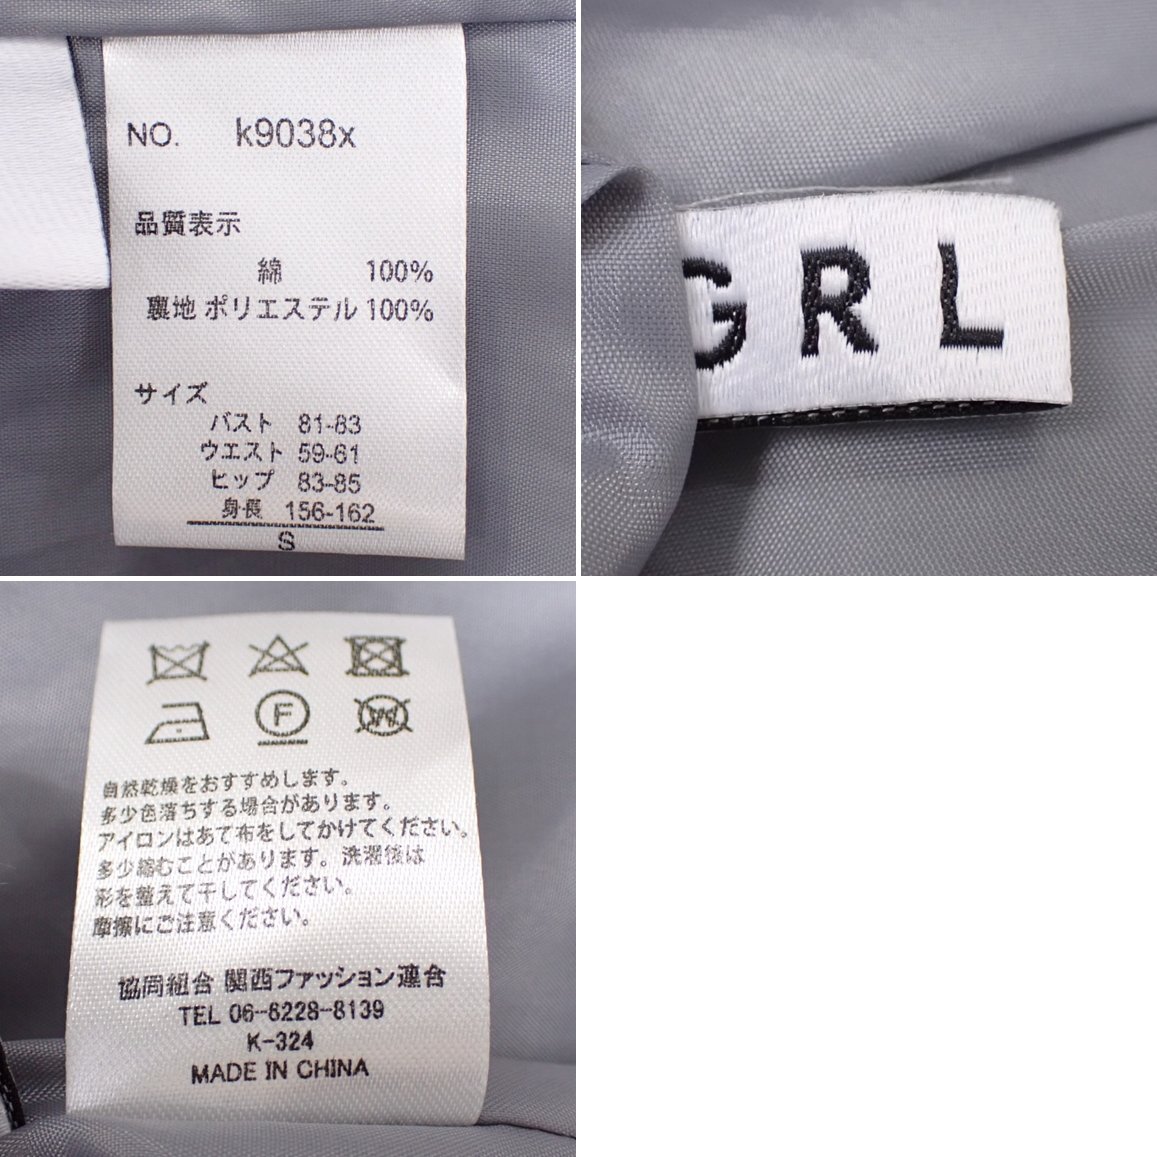 NO. k9038x
品質表示
綿 100%
裏地 ポリエステル 100%
サイズ
バスト 81-83
ウエスト 59-61
ヒップ 83-85
身長 156-162
S
GRL
F
W
自然乾燥をおすすめします。
多少色落ちする場合があります。
アイロンはあて布をしてかけてください。
多少縮むことがあります。洗濯後は
形を整えて干してください。
摩擦にご注意ください。
協同組合 関西ファッション連合
TEL 06-6228-8139
K-324
MADE IN CHINA